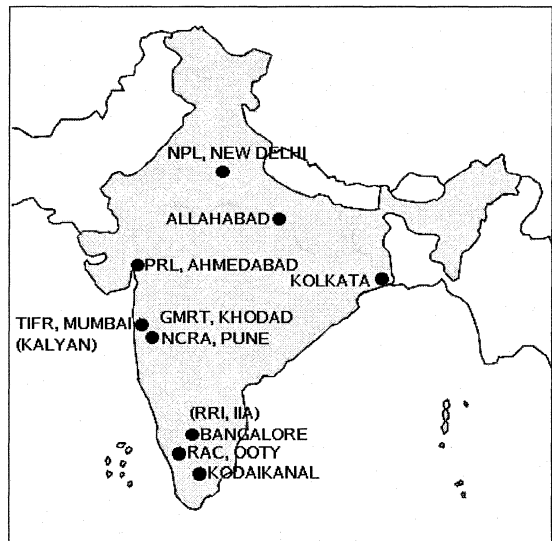 NPL, NEW DELHI
ALLAHABAD
PRL, AHMEDABAD
KOLKATA
TIFR, MUMBAI
(KALYAN)
GMRT, KHODAD
NCRA, PUNE
(RRI, IIA)
BANGALORE
RAC, OOTY
KODAIKANAL